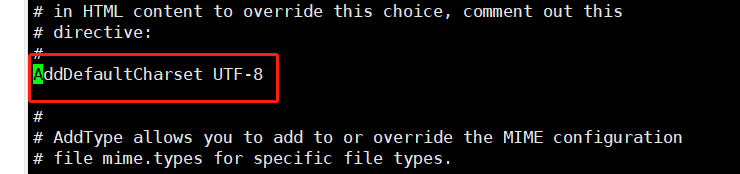 # in HTML content to override this choice, comment out this
# directive:
#
AddDefaultCharset UTF-8
#
# AddType allows you to add to or override the MIME configuration
# file mime.types for specific file types.